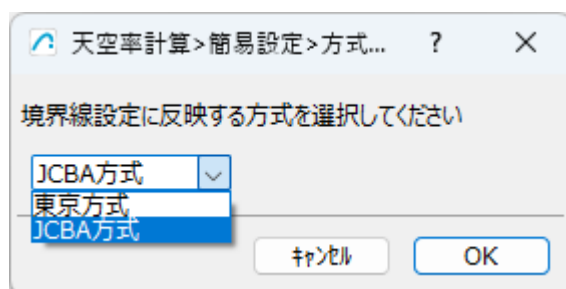 天空率計算>簡易設定>方式... ?
境界線設定に反映する方式を選択してください
JCBA方式
東京方式
JCBA方式
ｷｬﾝｾﾙ OK